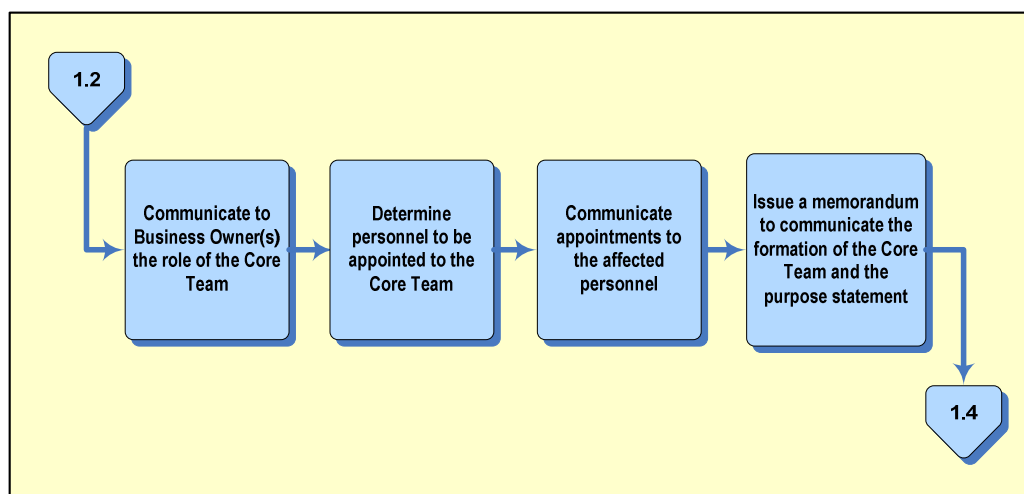 1.2
Communicate to
Business Owner(s)
the role of the Core
Team
Determine
personnel to be
appointed to the
Core Team
Communicate
appointments to
the affected
personnel
Issue a memorandum
to communicate the
formation of the Core
Team and the
purpose statement
1.4